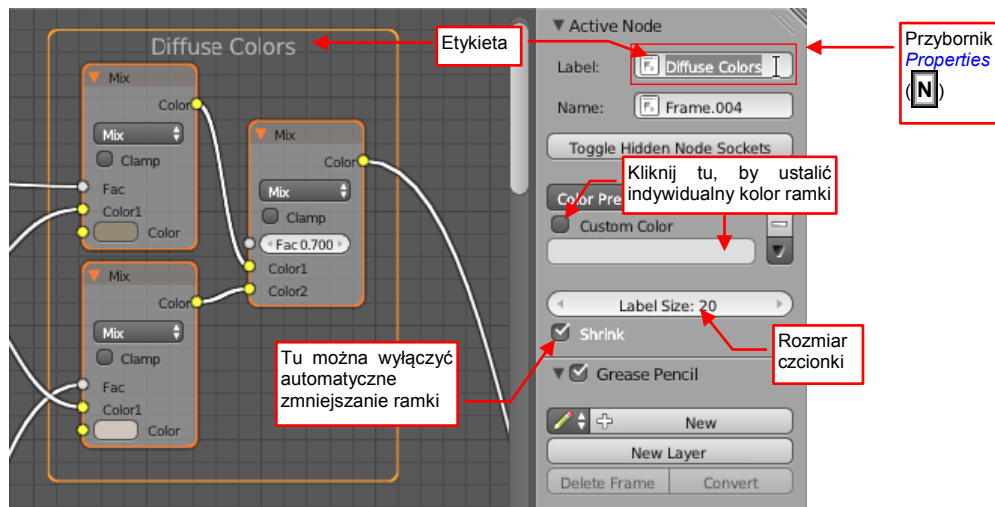 Diffuse Colors
Mix
Color
Mix
Clamp
Fac
Color1
Color
Mix
Color
Mix
Clamp
Fac 0.700
Color1
Color2
Mix
Color
Mix
Clamp
Fac
Color1
Color
Etykieta
Active Node
Label:
Diffuse Colors
Name:
Frame.004
Toggle Hidden Node Sockets
Color Pre
Custom Color
Label Size: 20
Shrink
Grease Pencil
New
New Layer
Delete Frame
Convert
Przybornik
Properties
(N)
Kliknij tu, by ustalić
indywidualny kolor ramki
Rozmiar
czcionki
Tu można wyłączyć
automatyczne
zmniejszanie ramki